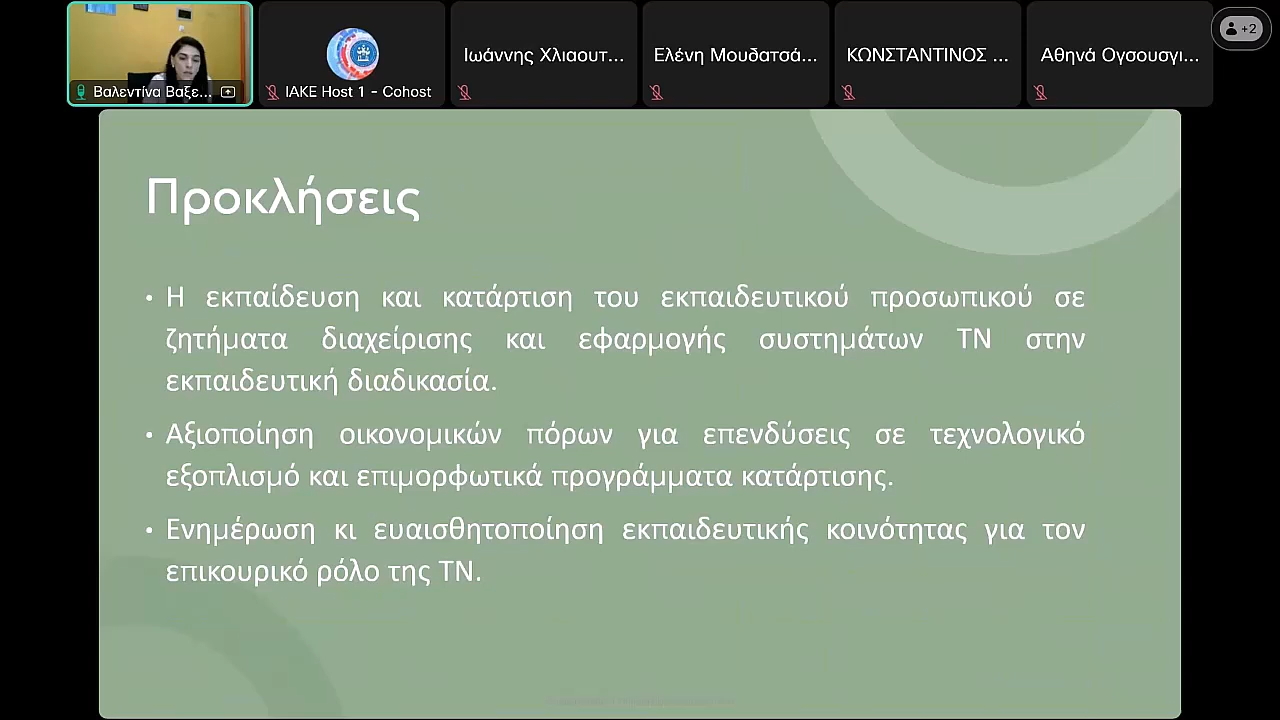 Βαλεντίνα Βαξε...
IAKE Host 1 - Cohost
Ιωάννης Χλιαουτ...
Ελένη Μουδατσά...
ΚΩΝΣΤΑΝΤΙΝΟΣ ...
Αθηνά Ογσουσγι...
+2
Προκλήσεις
• Η εκπαίδευση και κατάρτιση του εκπαιδευτικού προσωπικού σε
ζητήματα διαχείρισης και εφαρμογής συστημάτων ΤΝ στην
εκπαιδευτική διαδικασία.
• Αξιοποίηση οικονομικών πόρων για επενδύσεις σε τεχνολογικό
εξοπλισμό και επιμορφωτικά προγράμματα κατάρτισης.
• Ενημέρωση κι ευαισθητοποίηση εκπαιδευτικής κοινότητας για τον
επικουρικό ρόλο της ΤΝ.